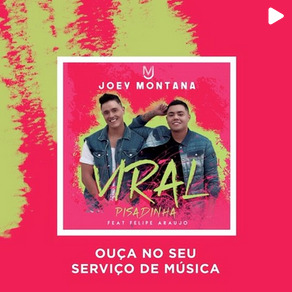 JOEY MONTANA
VIRAL
PISADINHA
FEAT FELIPE ARAUJO
OUÇA NO SEU
SERVIÇO DE MÚSICA